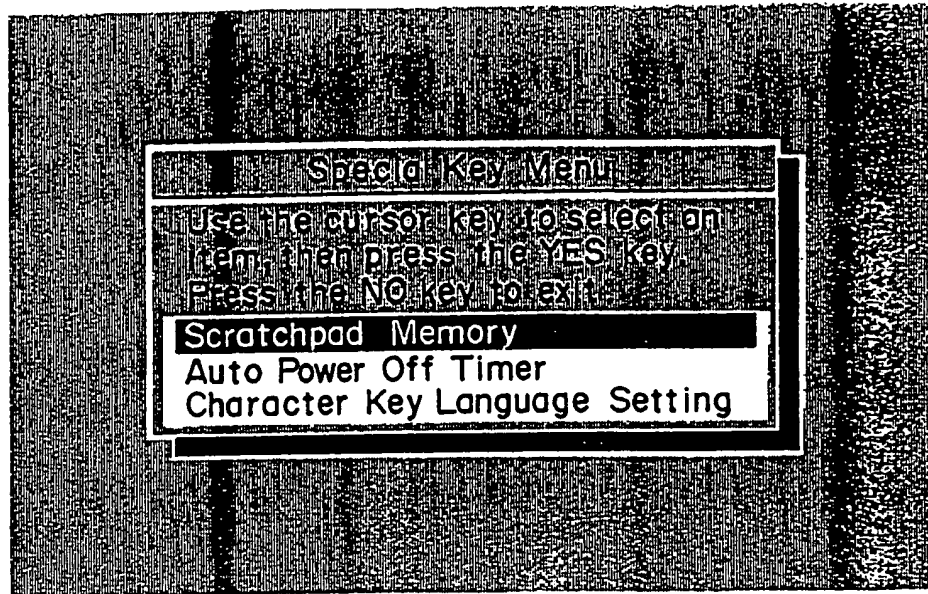 Special Key Menu
Use the cursor key to select an
item, then press the YES key.
Press the NO key to exit.
Scratchpad Memory
Auto Power Off Timer
Character Key Language Setting